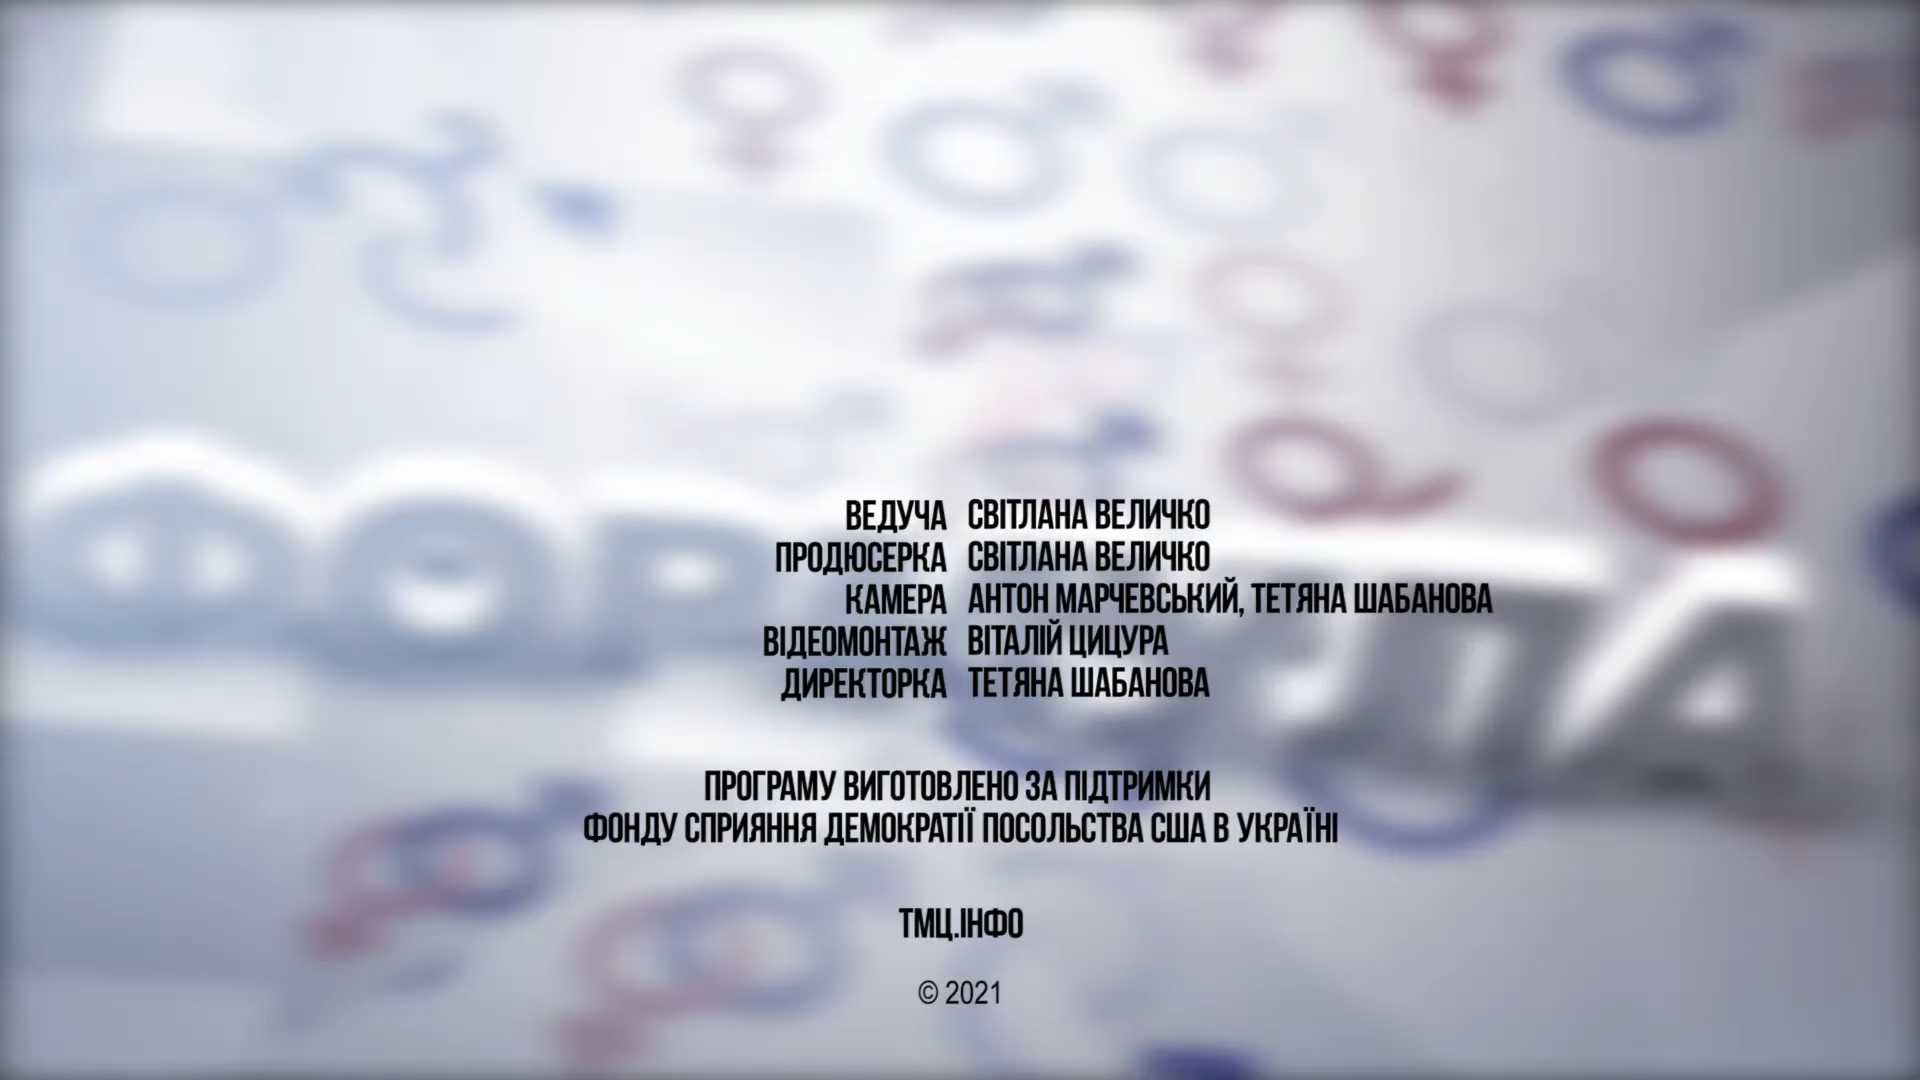 ВЕДУЧА СВІТЛАНА ВЕЛИЧКО
ПРОДЮСЕРКА СВІТЛАНА ВЕЛИЧКО
КАМЕРА АНТОН МАРЧЕВСЬКИЙ, ТЕТЯНА ШАБАНОВА
ВІДЕОМОНТАЖ ВІТАЛІЙ ЦИЦУРА
ДИРЕКТОРКА ТЕТЯНА ШАБАНОВА
ПРОГРАМУ ВИГОТОВЛЕНО ЗА ПІДТРИМКИ
ФОНДУ СПРИЯННЯ ДЕМОКРАТІЇ ПОСОЛЬСТВА США В УКРАЇНІ
ТМЦ.ІНФО
© 2021